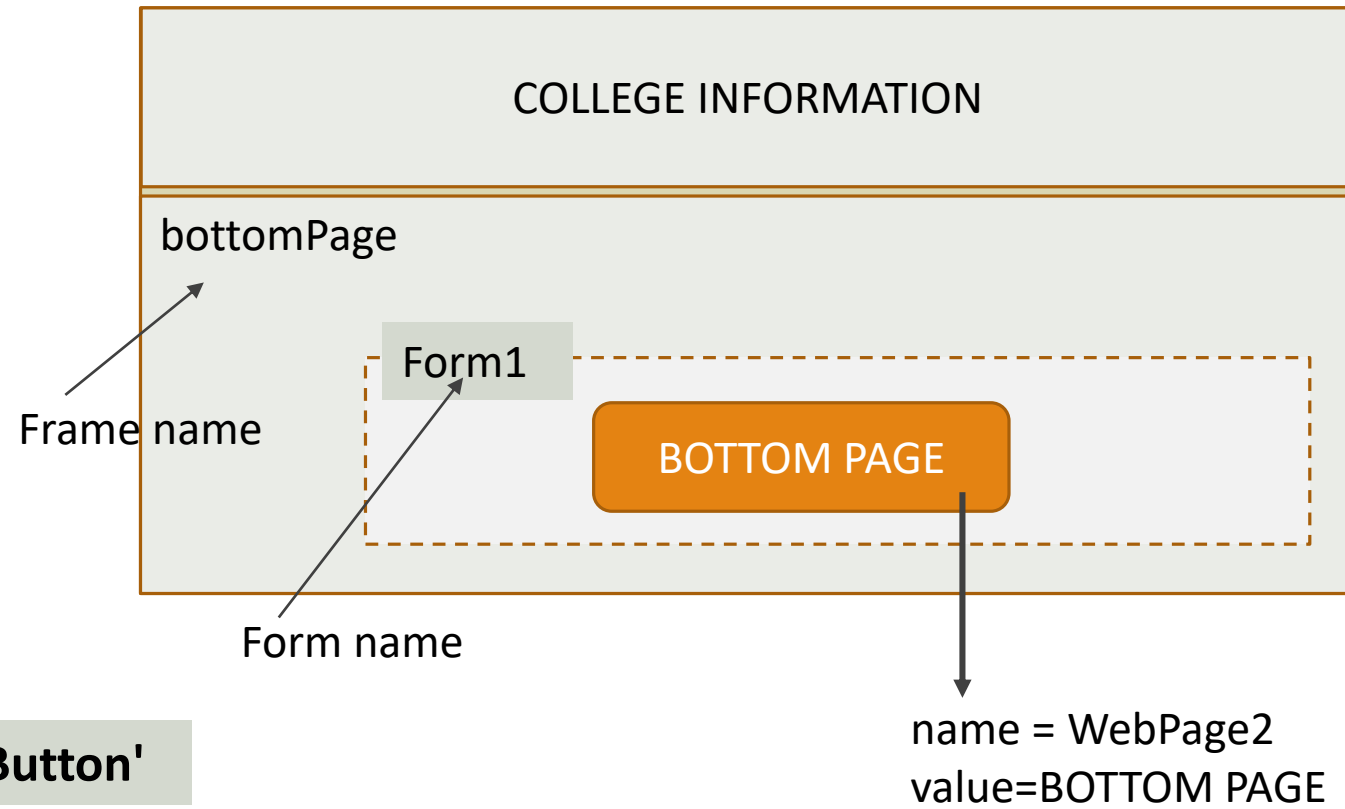 COLLEGE INFORMATION
bottomPage
Form1
Frame name
BOTTOM PAGE
Form name
name = WebPage2
value=BOTTOM PAGE
Button'